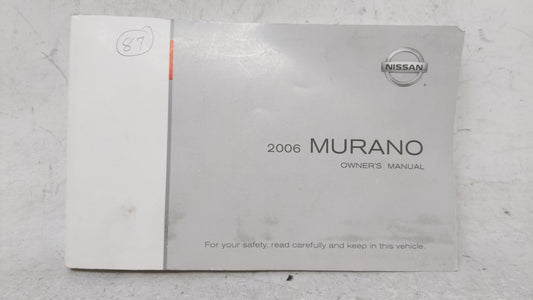 87
NISSAN
2006 MURANO
OWNER'S MANUAL
For your safety, read carefully and keep in this vehicle.